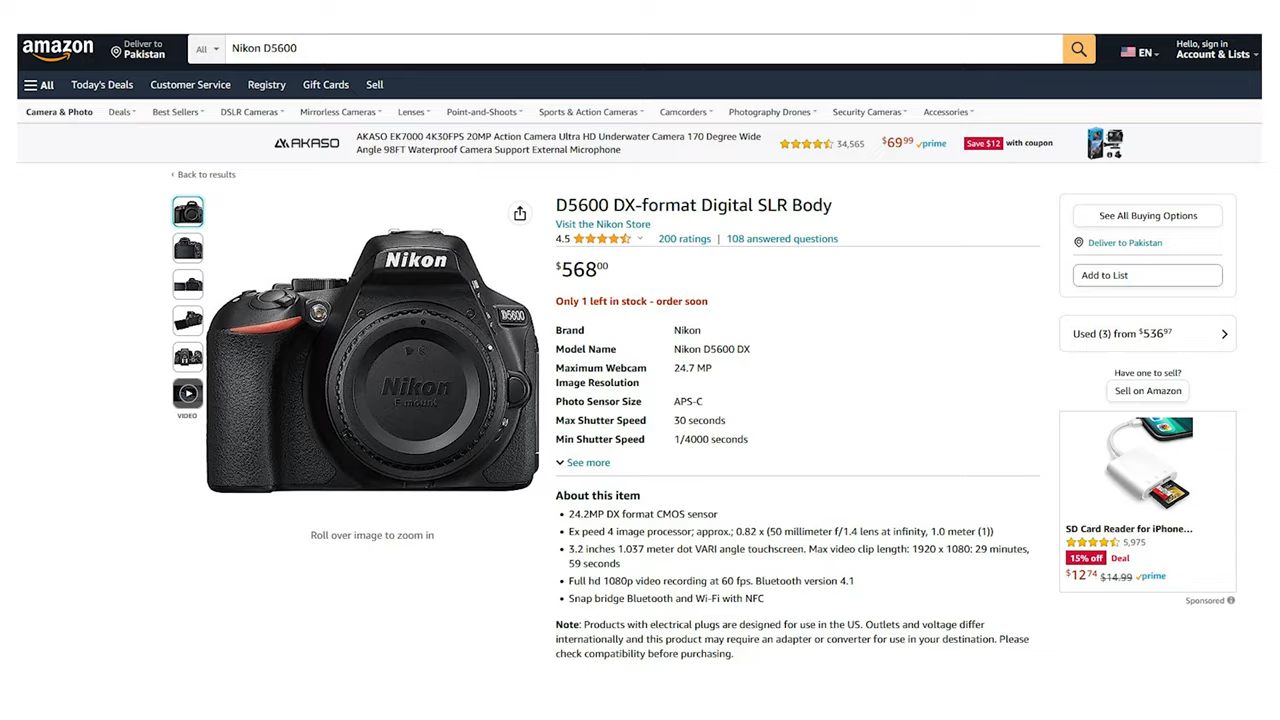 amazon
Deliver to
Pakistan
All
Nikon D5600
EN
Hello, sign in
Account & Lists
All
Today's Deals
Customer Service
Registry
Gift Cards
Sell
Camera & Photo
Deals
Best Sellers
DSLR Cameras
Mirrorless Cameras
Lenses
Point-and-Shoots
Sports & Action Cameras
Camcorders
Photography Drones
Security Cameras
Accessories
AKASO
AKASO EK7000 4K30FPS 20MP Action Camera Ultra HD Underwater Camera 170 Degree Wide
Angle 98FT Waterproof Camera Support External Microphone
34,565
$69.99 prime
Save $12 with coupon
‹ Back to results
Nikon
D5600
Nikon
F mount
VIDEO
Roll over image to zoom in
D5600 DX-format Digital SLR Body
Visit the Nikon Store
4.5 200 ratings | 108 answered questions
$568.00
Only 1 left in stock - order soon
Brand Nikon
Model Name Nikon D5600 DX
Maximum Webcam
Image Resolution 24.7 MP
Photo Sensor Size APS-C
Max Shutter Speed 30 seconds
Min Shutter Speed 1/4000 seconds
See more
About this item
• 24.2MP DX format CMOS sensor
• Ex peed 4 image processor; approx.; 0.82 x (50 millimeter f/1.4 lens at infinity, 1.0 meter (1))
• 3.2 inches 1.037 meter dot VARI angle touchscreen. Max video clip length: 1920 x 1080: 29 minutes,
59 seconds
• Full hd 1080p video recording at 60 fps. Bluetooth version 4.1
• Snap bridge Bluetooth and Wi-Fi with NFC
Note: Products with electrical plugs are designed for use in the US. Outlets and voltage differ
internationally and this product may require an adapter or converter for use in your destination. Please
check compatibility before purchasing.
See All Buying Options
Deliver to Pakistan
Add to List
Used (3) from $536.97
Have one to sell?
Sell on Amazon
SD Card Reader for iPhone...
5,975
15% off Deal
$12.74 $14.99 prime
Sponsored